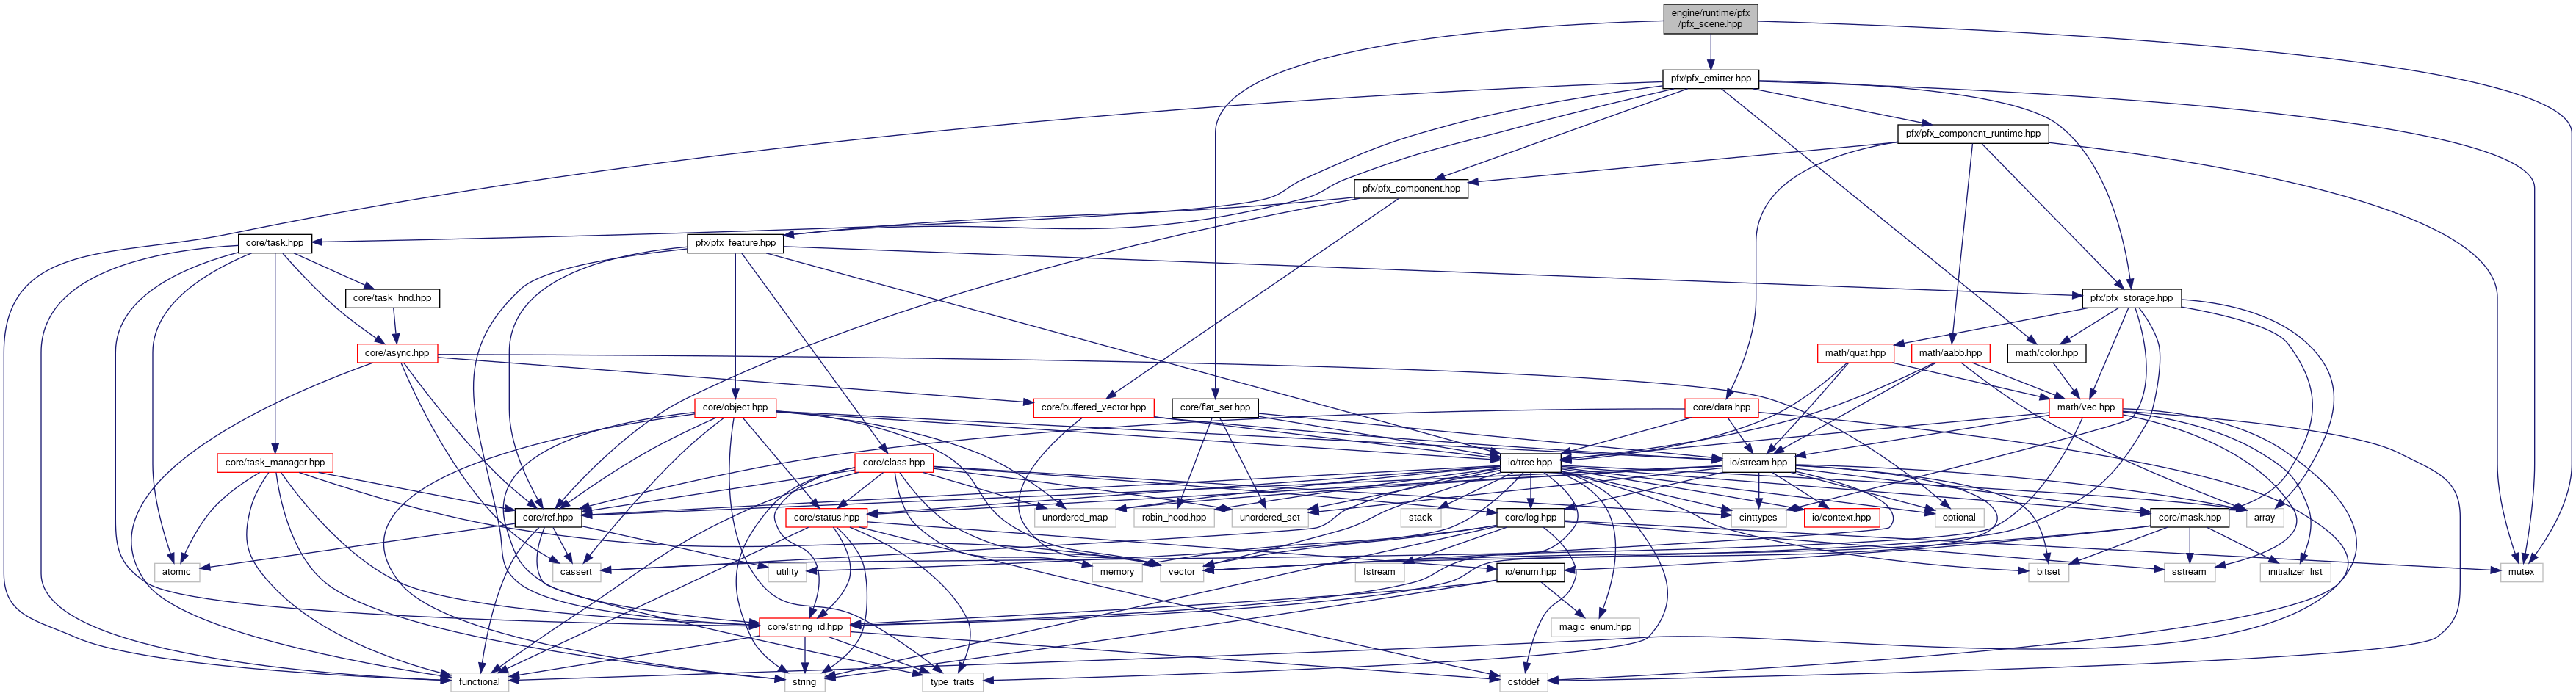 engine/runtime/pfx
/pfx_scene.hpp
pfx/pfx_emitter.hpp
pfx/pfx_component_runtime.hpp
pfx/pfx_component.hpp
core/task.hpp
pfx/pfx_feature.hpp
core/task_hnd.hpp
pfx/pfx_storage.hpp
core/async.hpp
math/quat.hpp
math/aabb.hpp
math/color.hpp
core/object.hpp
core/buffered_vector.hpp
core/flat_set.hpp
core/data.hpp
math/vec.hpp
core/task_manager.hpp
core/class.hpp
io/tree.hpp
io/stream.hpp
core/ref.hpp
core/status.hpp
unordered_map
robin_hood.hpp
unordered_set
stack
core/log.hpp
cinttypes
io/context.hpp
optional
core/mask.hpp
array
atomic
cassert
utility
memory
vector
fstream
io/enum.hpp
bitset
sstream
initializer_list
mutex
core/string_id.hpp
magic_enum.hpp
functional
string
type_traits
cstddef